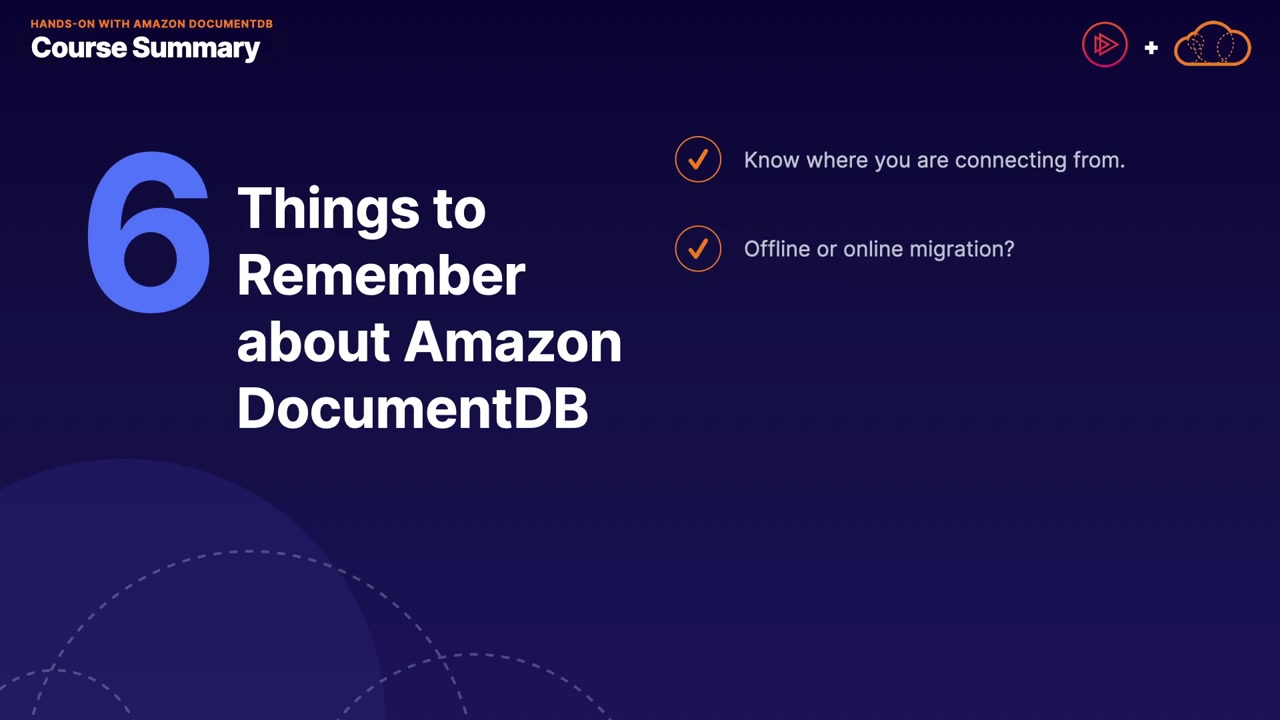 HANDS-ON WITH AMAZON DOCUMENTDB
Course Summary
+
6
Things to
Remember
about Amazon
DocumentDB
Know where you are connecting from.
Offline or online migration?